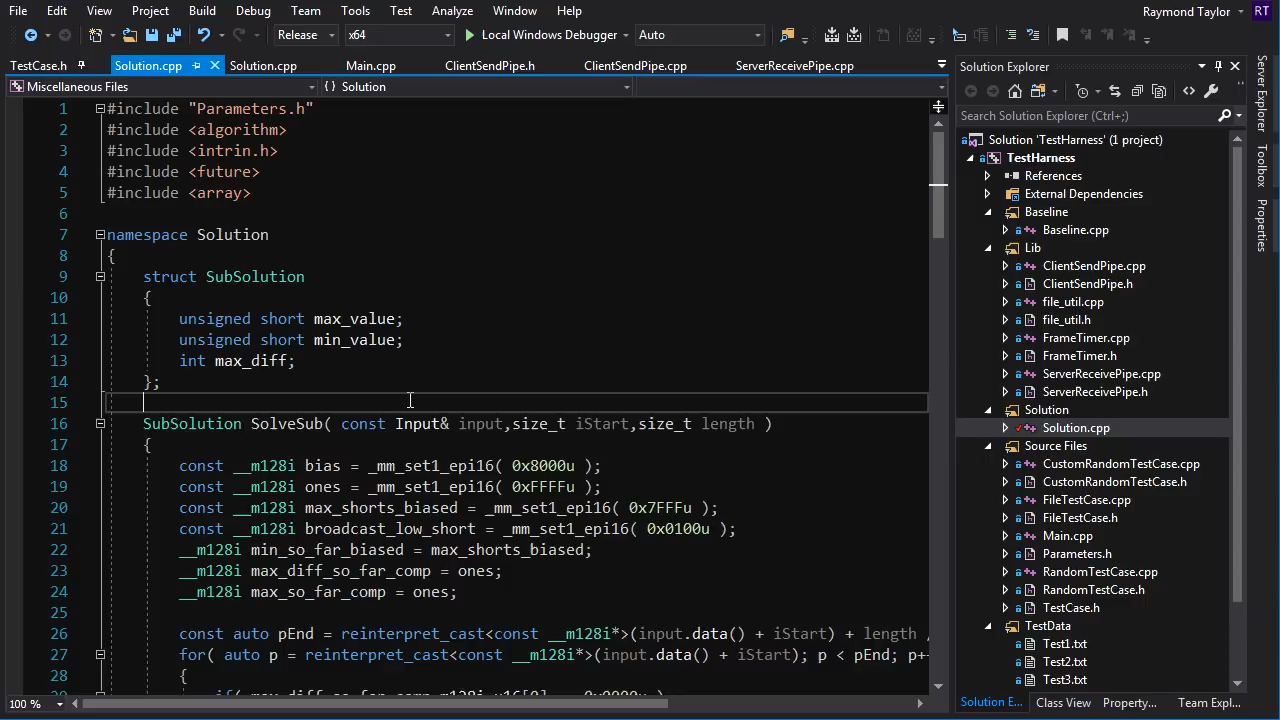 File Edit View Project Build Debug Team Tools Test Analyze Window Help Raymond Taylor RT
Release x64 Local Windows Debugger Auto
TestCase.h Solution.cpp Solution.cpp Main.cpp ClientSendPipe.h ClientSendPipe.cpp ServerReceivePipe.cpp
Miscellaneous Files {} Solution
1 #include "Parameters.h"
2 #include <algorithm>
3 #include <intrin.h>
4 #include <future>
5 #include <array>
6
7 namespace Solution
8 {
9 struct SubSolution
10 {
11 unsigned short max_value;
12 unsigned short min_value;
13 int max_diff;
14 };
15
16 SubSolution SolveSub( const Input& input,size_t iStart,size_t length )
17 {
18 const __m128i bias = _mm_set1_epi16( 0x8000u );
19 const __m128i ones = _mm_set1_epi16( 0xFFFFu );
20 const __m128i max_shorts_biased = _mm_set1_epi16( 0x7FFFu );
21 const __m128i broadcast_low_short = _mm_set1_epi16( 0x0100u );
22 __m128i min_so_far_biased = max_shorts_biased;
23 __m128i max_diff_so_far_comp = ones;
24 __m128i max_so_far_comp = ones;
25
26 const auto pEnd = reinterpret_cast<const __m128i*>(input.data() + iStart) + length /
27 for( auto p = reinterpret_cast<const __m128i*>(input.data() + iStart); p < pEnd; p++
28 {
100 %
Solution Explorer
Search Solution Explorer (Ctrl+;)
Solution 'TestHarness' (1 project)
TestHarness
References
External Dependencies
Baseline
Baseline.cpp
Lib
ClientSendPipe.cpp
ClientSendPipe.h
file_util.cpp
file_util.h
FrameTimer.cpp
FrameTimer.h
ServerReceivePipe.cpp
ServerReceivePipe.h
Solution
Solution.cpp
Source Files
CustomRandomTestCase.cpp
CustomRandomTestCase.h
FileTestCase.cpp
FileTestCase.h
Main.cpp
Parameters.h
RandomTestCase.cpp
RandomTestCase.h
TestCase.h
TestData
Test1.txt
Test2.txt
Test3.txt
Solution E... Class View Property... Team Expl...
Server Explorer
Toolbox
Properties